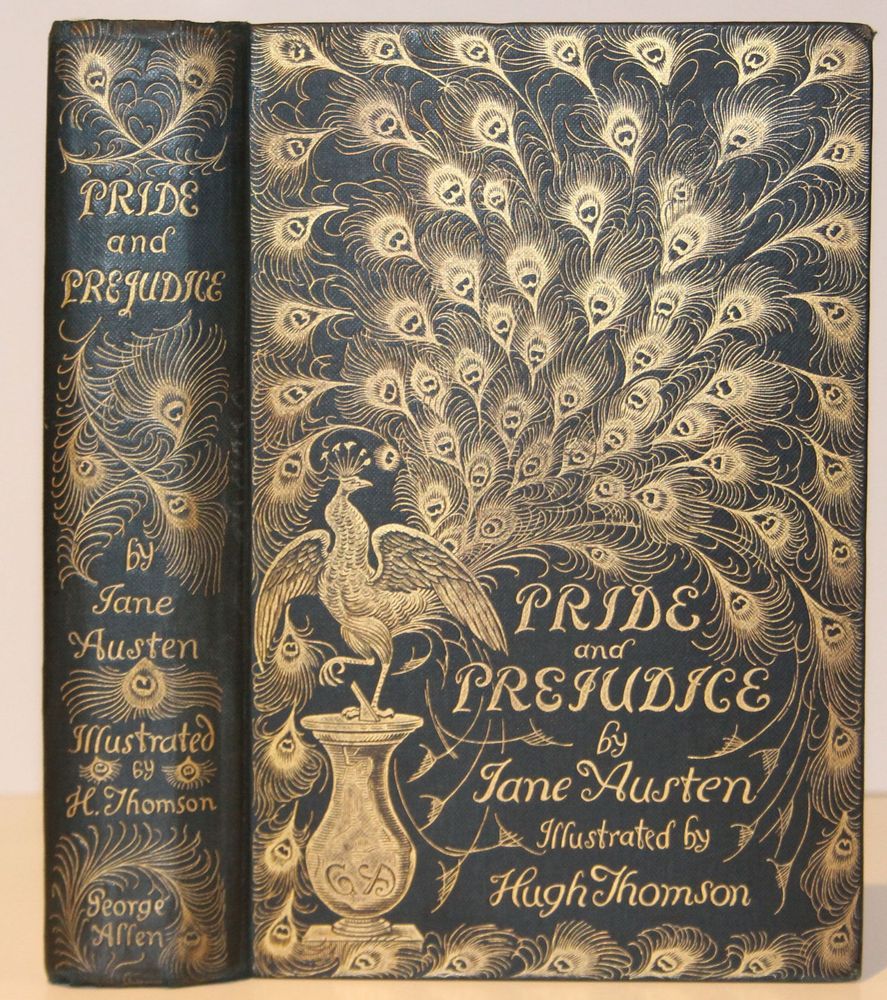 PRIDE
and
PREJUDICE
by
Jane
Austen
Illustrated
by
H. Thomson
George
Allen
PRIDE
and
PREJUDICE
by
Jane Austen
Illustrated by
Hugh Thomson
GA